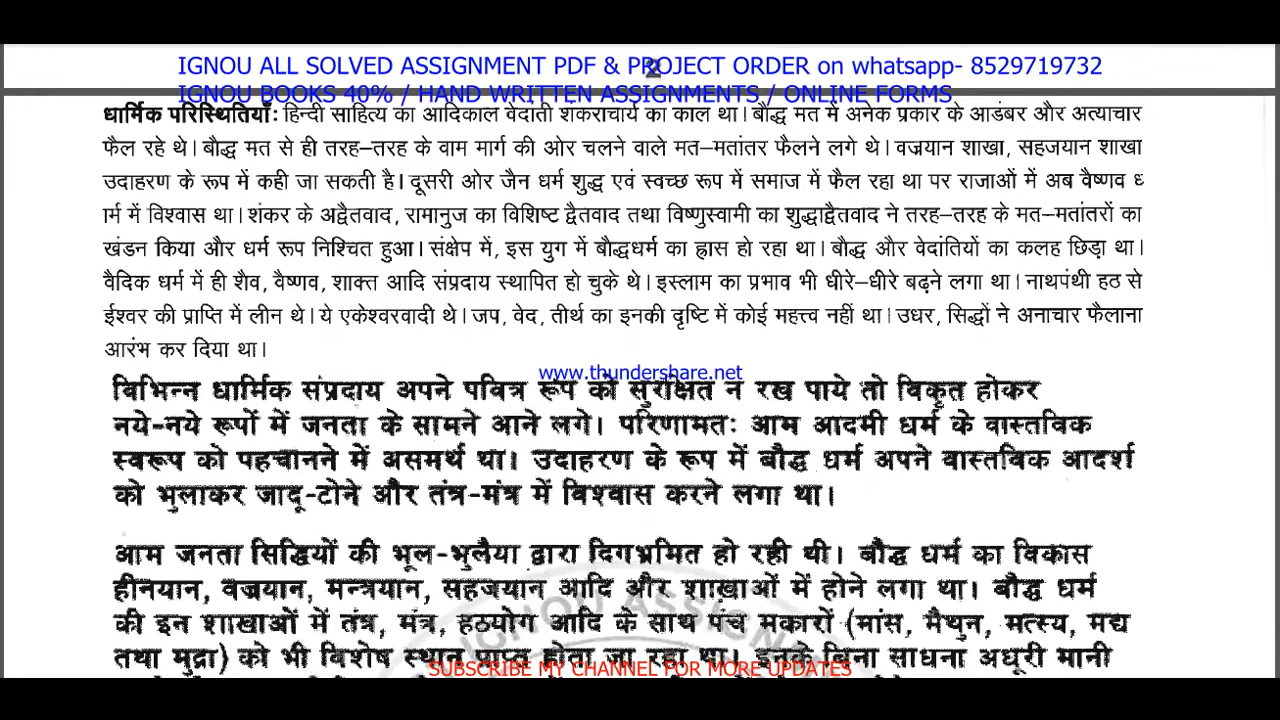 IGNOU ALL SOLVED ASSIGNMENT PDF & PROJECT ORDER on whatsapp- 8529719732
2
IGNOU BOOKS 40% / HAND WRITTEN ASSIGNMENTS / ONLINE FORMS
धार्मिक परिस्थितियाँ: हिन्दी साहित्य का आदिकाल वेदांती शंकराचार्य का काल था। बौद्ध मत में अनेक प्रकार के आडंबर और अत्याचार
फैल रहे थे। बौद्ध मत से ही तरह–तरह के वाम मार्ग की ओर चलने वाले मत–मतांतर फैलने लगे थे। वज्रयान शाखा, सहजयान शाखा
उदाहरण के रूप में कही जा सकती है। दूसरी ओर जैन धर्म शुद्ध एवं स्वच्छ रूप में समाज में फैल रहा था पर राजाओं में अब वैष्णव ध
ार्म में विश्वास था। शंकर के अद्वैतवाद, रामानुज का विशिष्ट द्वैतवाद तथा विष्णुस्वामी का शुद्धाद्वैतवाद ने तरह–तरह के मत–मतांतरों का
खंडन किया और धर्म रूप निश्चित हुआ। संक्षेप में, इस युग में बौद्धधर्म का ह्रास हो रहा था। बौद्ध और वेदांतियों का कलह छिड़ा था।
वैदिक धर्म में ही शैव, वैष्णव, शाक्त आदि संप्रदाय स्थापित हो चुके थे। इस्लाम का प्रभाव भी धीरे–धीरे बढ़ने लगा था। नाथपंथी हठ से
ईश्वर की प्राप्ति में लीन थे। ये एकेश्वरवादी थे। जप, वेद, तीर्थ का इनकी दृष्टि में कोई महत्त्व नहीं था। उधर, सिद्धों ने अनाचार फैलाना
आरंभ कर दिया था।
www.thundershare.net
विभिन्न धार्मिक संप्रदाय अपने पवित्र रूप को सुरक्षित न रख पाये तो विकृत होकर
नये-नये रूपों में जनता के सामने आने लगे। परिणामतः आम आदमी धर्म के वास्तविक
स्वरूप को पहचानने में असमर्थ था। उदाहरण के रूप में बौद्ध धर्म अपने वास्तविक आदर्श
को भुलाकर जादू-टोने और तंत्र-मंत्र में विश्वास करने लगा था।
आम जनता सिद्धियों की भूल-भुलैया द्वारा दिगभ्रमित हो रही थी। बौद्ध धर्म का विकास
हीनयान, वज्रयान, मन्त्रयान, सहजयान आदि और शाखाओं में होने लगा था। बौद्ध धर्म
की इन शाखाओं में तंत्र, मंत्र, हठयोग आदि के साथ पंच मकारों (मांस, मैथुन, मत्स्य, मद्य
तथा मुद्रा) को भी विशेष स्थान प्राप्त होना जा रहा था। इनके बिना साधना अधूरी मानी
IGNOU ASSIGNM
SUBSCRIBE MY CHANNEL FOR MORE UPDATES